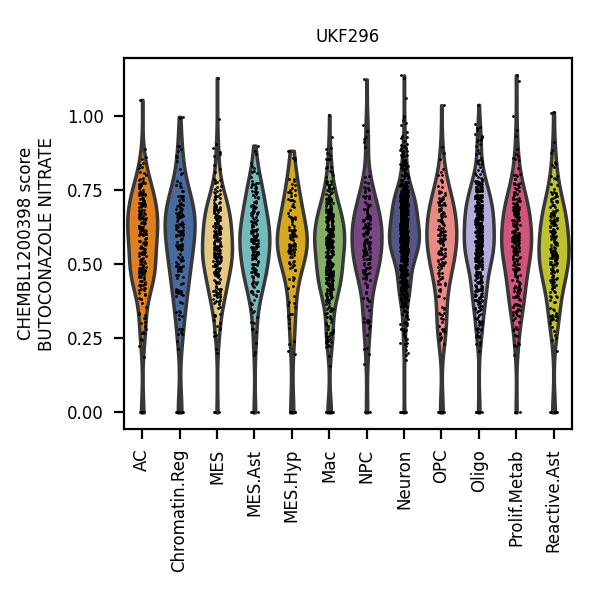 UKF296
CHEMBL1200398 score
BUTOCONAZOLE NITRATE
1.00
0.75
0.50
0.25
0.00
AC
Chromatin.Reg
MES
MES.Ast
MES.Hyp
Mac
NPC
Neuron
OPC
Oligo
Prolif.Metab
Reactive.Ast